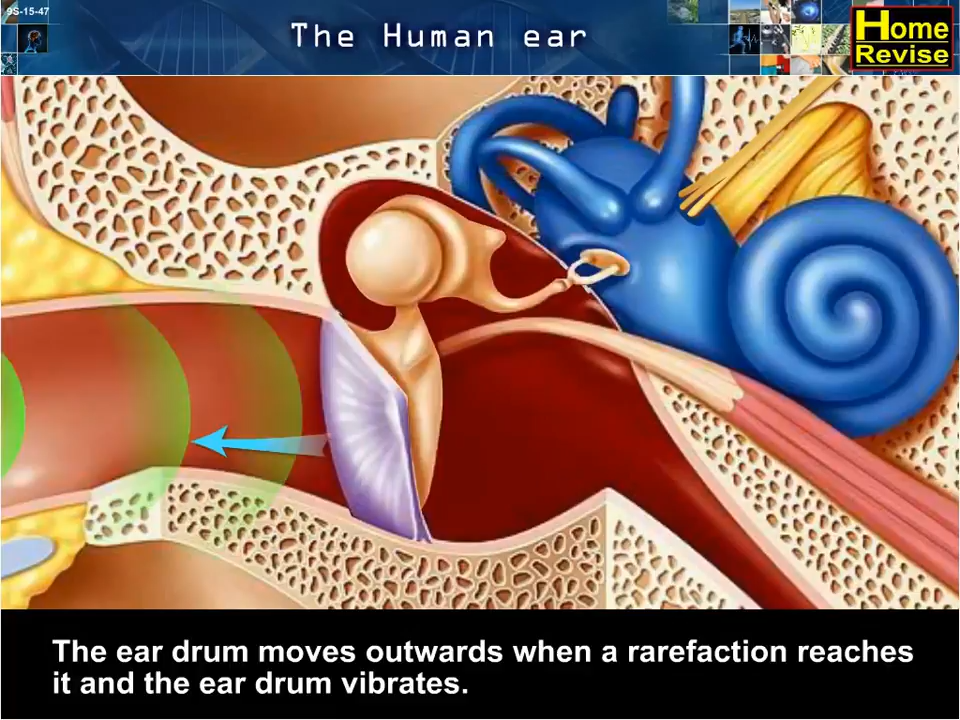 9S-15-47
The Human ear
Home
Revise
The ear drum moves outwards when a rarefaction reaches
it and the ear drum vibrates.